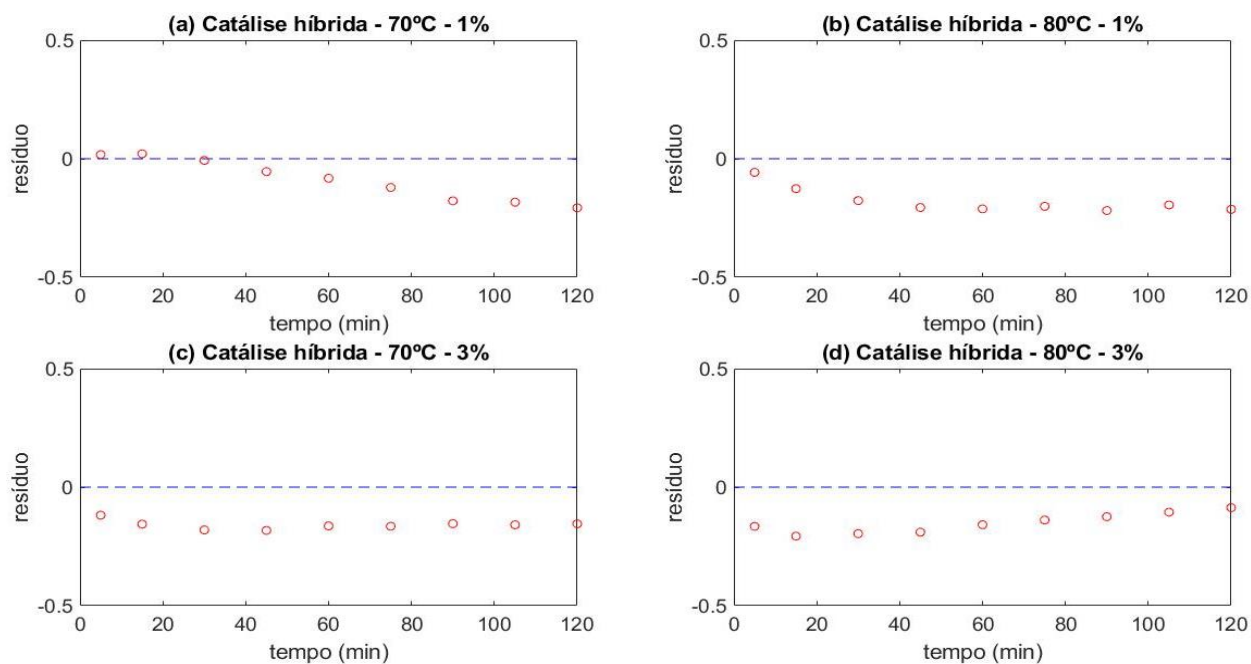 (a) Catálise híbrida - 70ºC - 1%
0.5
0
-0.5
resíduo
0 20 40 60 80 100 120
tempo (min)
(b) Catálise híbrida - 80ºC - 1%
0.5
0
-0.5
resíduo
0 20 40 60 80 100 120
tempo (min)
(c) Catálise híbrida - 70ºC - 3%
0.5
0
-0.5
resíduo
0 20 40 60 80 100 120
tempo (min)
(d) Catálise híbrida - 80ºC - 3%
0.5
0
-0.5
resíduo
0 20 40 60 80 100 120
tempo (min)